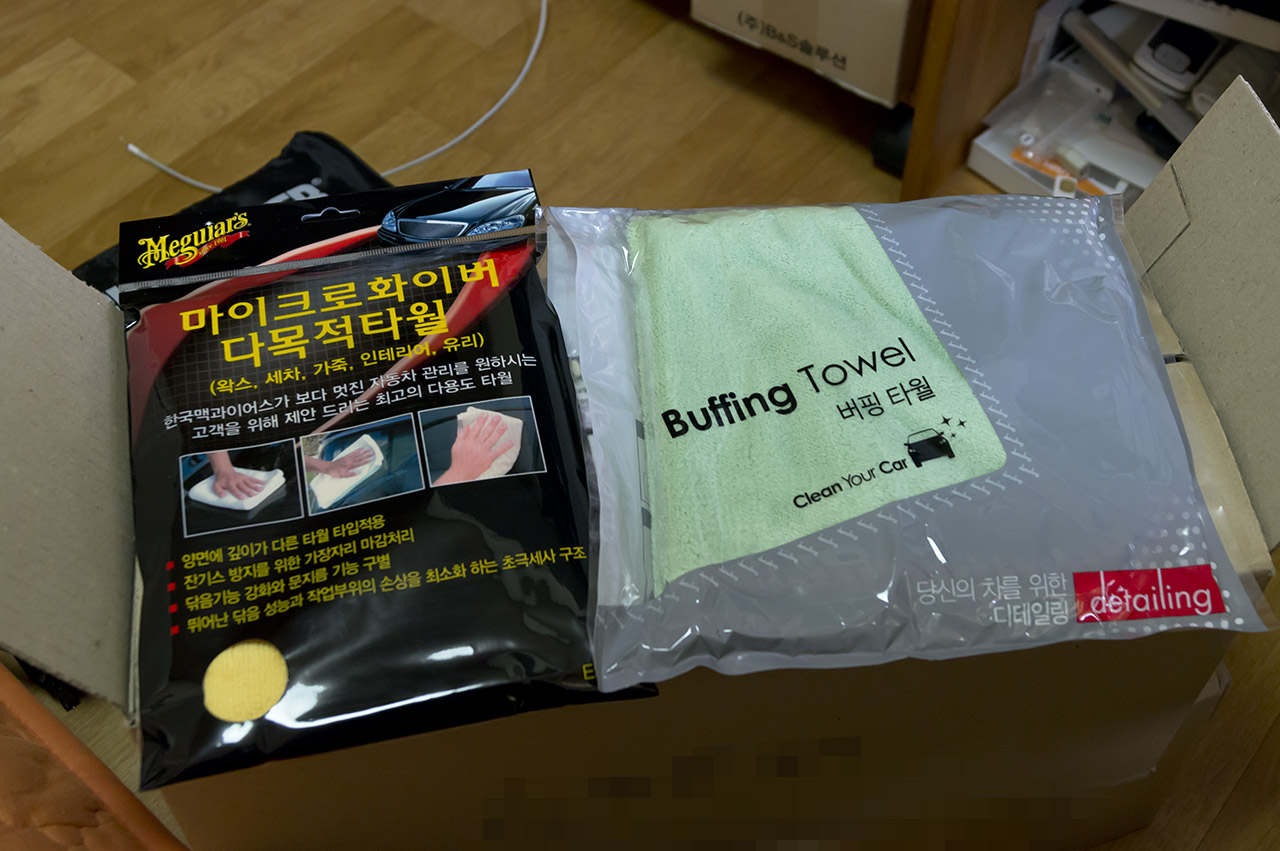 (주)B&S솔루션
Meguiar's
마이크로화이버
다목적타월
(왁스, 세차, 가죽, 인테리어, 유리)
한국맥과이어스가 보다 멋진 자동차 관리를 원하시는
고객을 위해 제안 드리는 최고의 다용도 타월
양면에 깊이가 다른 타월 타입적용
잔기스 방지를 위한 가장자리 마감처리
닦음기능 강화와 문지름 기능 구별
뛰어난 닦음 성능과 작업부위의 손상을 최소화 하는 초극세사 구조
E
Buffing Towel
버핑 타월
Clean Your Car
당신의 차를 위한
디테일링
detailing